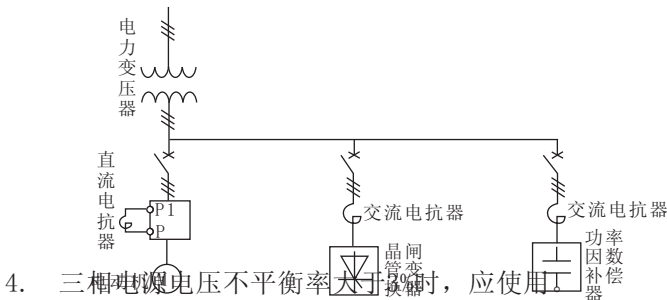 电力变压器
直流电抗器
P1
P
交流电抗器
晶闸管变换器
交流电抗器
功率因数补偿器
4. 三相电源电压不平衡率大于3%时，应使用